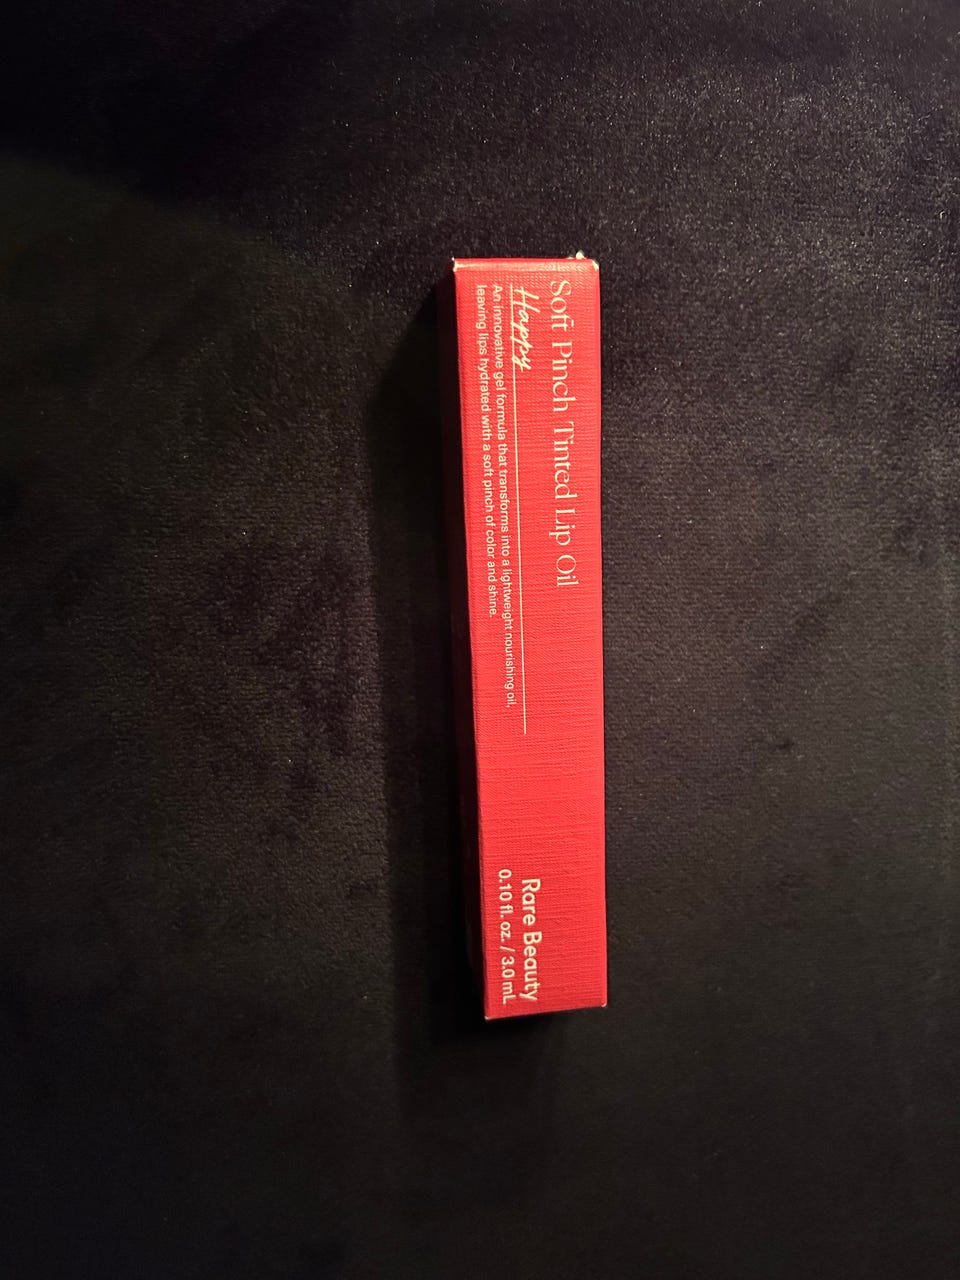 Soft Pinch Tinted Lip Oil
Happy
An innovative gel formula that transforms into a lightweight nourishing oil,
leaving lips hydrated with a soft pinch of color and shine.
Rare Beauty
0.10 fl. oz. / 3.0 mL